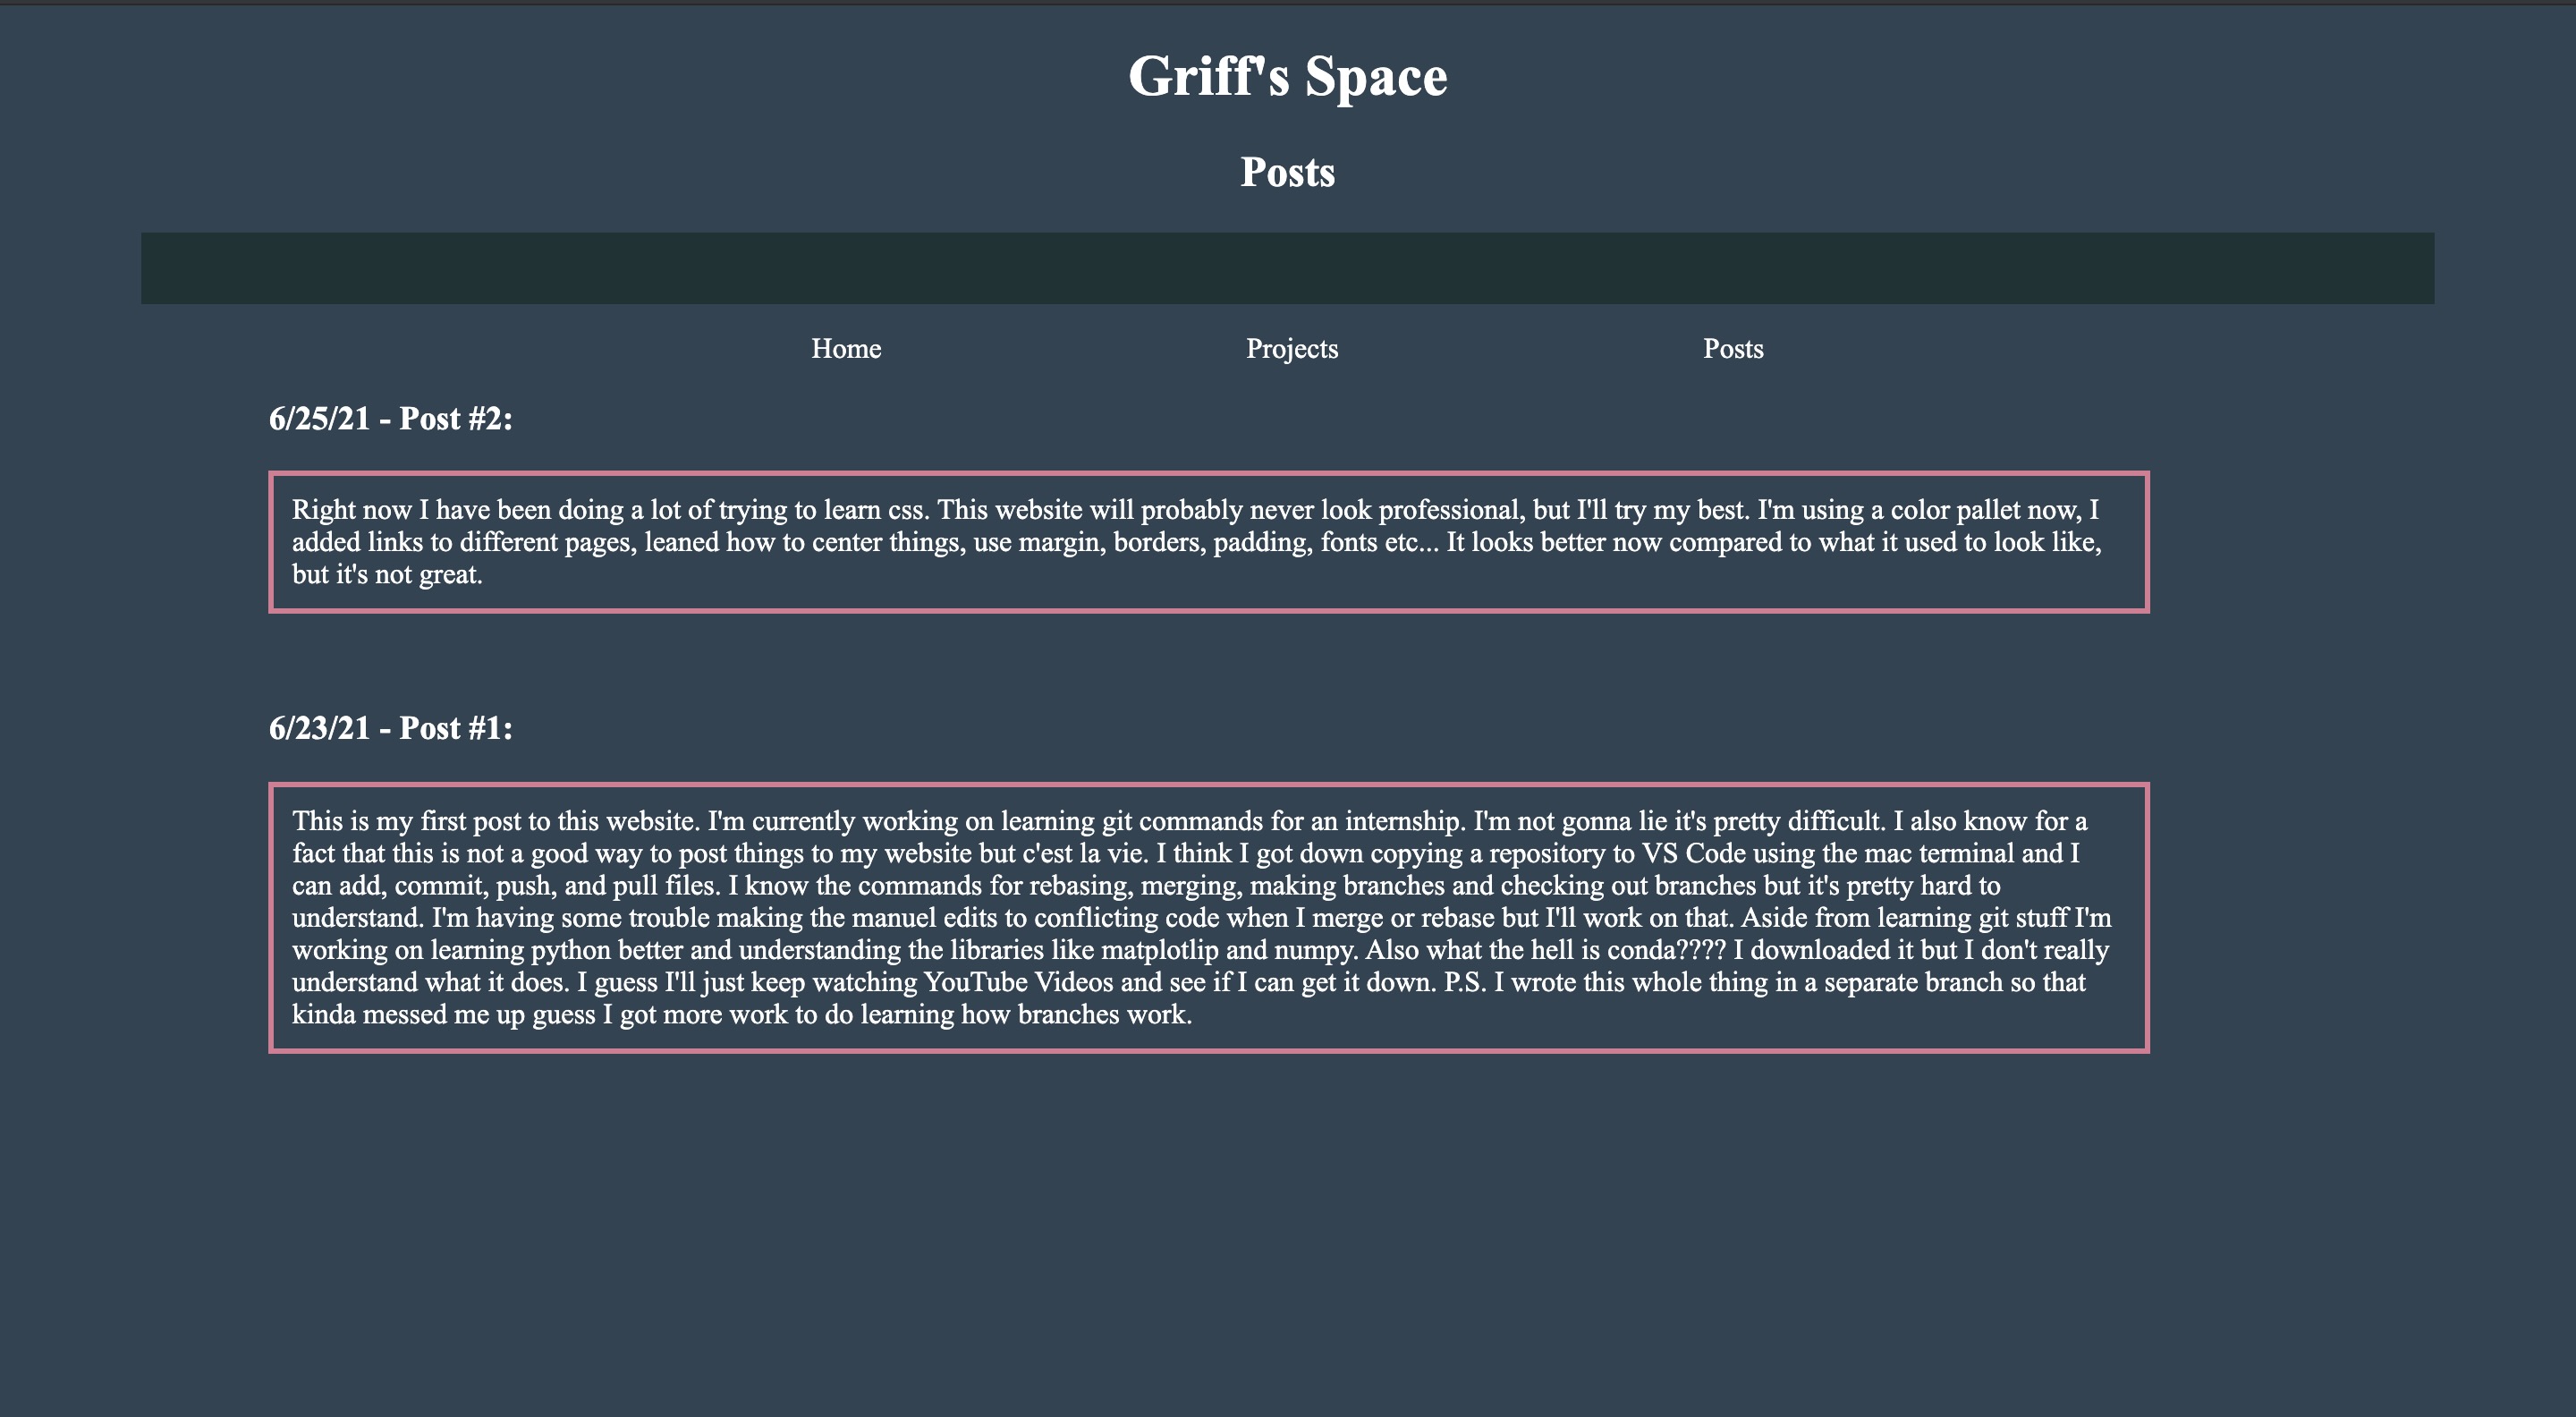 Griff's Space
Posts
Home Projects Posts
6/25/21 - Post #2:
Right now I have been doing a lot of trying to learn css. This website will probably never look professional, but I'll try my best. I'm using a color pallet now, I
added links to different pages, leaned how to center things, use margin, borders, padding, fonts etc... It looks better now compared to what it used to look like,
but it's not great.
6/23/21 - Post #1:
This is my first post to this website. I'm currently working on learning git commands for an internship. I'm not gonna lie it's pretty difficult. I also know for a
fact that this is not a good way to post things to my website but c'est la vie. I think I got down copying a repository to VS Code using the mac terminal and I
can add, commit, push, and pull files. I know the commands for rebasing, merging, making branches and checking out branches but it's pretty hard to
understand. I'm having some trouble making the manuel edits to conflicting code when I merge or rebase but I'll work on that. Aside from learning git stuff I'm
working on learning python better and understanding the libraries like matplotlip and numpy. Also what the hell is conda???? I downloaded it but I don't really
understand what it does. I guess I'll just keep watching YouTube Videos and see if I can get it down. P.S. I wrote this whole thing in a separate branch so that
kinda messed me up guess I got more work to do learning how branches work.